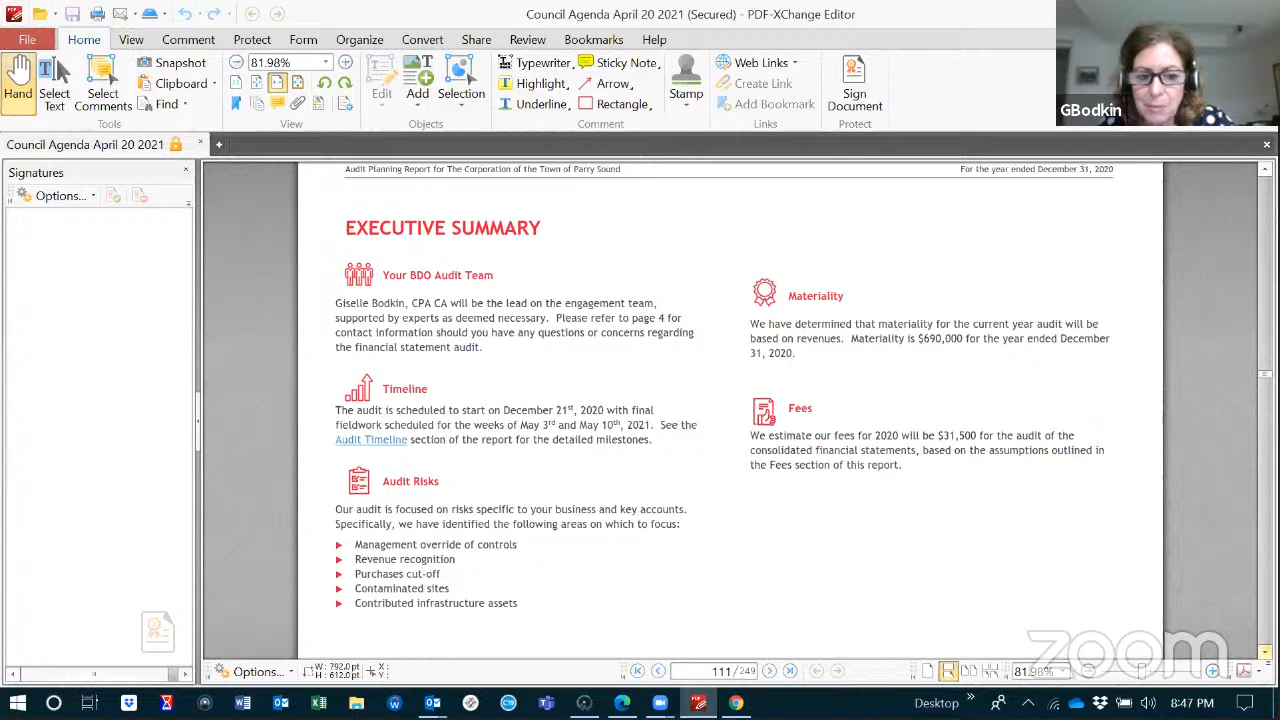 Council Agenda April 20 2021 (Secured) - PDF-XChange Editor
File Home View Comment Protect Form Organize Convert Share Review Bookmarks Help
Hand
Select Text
Select Comments
Snapshot
Clipboard
Find
Tools
81.98%
View
Edit
Add
Selection
Objects
Typewriter
Highlight
Underline
Sticky Note
Arrow
Rectangle
Stamp
Comment
Web Links
Create Link
Add Bookmark
Links
Sign Document
Protect
GBodkin
Council Agenda April 20 2021
Signatures
Options...
Audit Planning Report for The Corporation of the Town of Parry Sound
For the year ended December 31, 2020
EXECUTIVE SUMMARY
Your BDO Audit Team
Giselle Bodkin, CPA CA will be the lead on the engagement team,
supported by experts as deemed necessary. Please refer to page 4 for
contact information should you have any questions or concerns regarding
the financial statement audit.
Timeline
The audit is scheduled to start on December 21st, 2020 with final
fieldwork scheduled for the weeks of May 3rd and May 10th, 2021. See the
Audit Timeline section of the report for the detailed milestones.
Audit Risks
Our audit is focused on risks specific to your business and key accounts.
Specifically, we have identified the following areas on which to focus:
Management override of controls
Revenue recognition
Purchases cut-off
Contaminated sites
Contributed infrastructure assets
Materiality
We have determined that materiality for the current year audit will be
based on revenues. Materiality is $690,000 for the year ended December
31, 2020.
Fees
We estimate our fees for 2020 will be $31,500 for the audit of the
consolidated financial statements, based on the assumptions outlined in
the Fees section of this report.
zoom
Options...
W: 792.0 pt
H: 612.0 pt
X:
Y:
111 / 249
81.98%
Desktop
8:47 PM